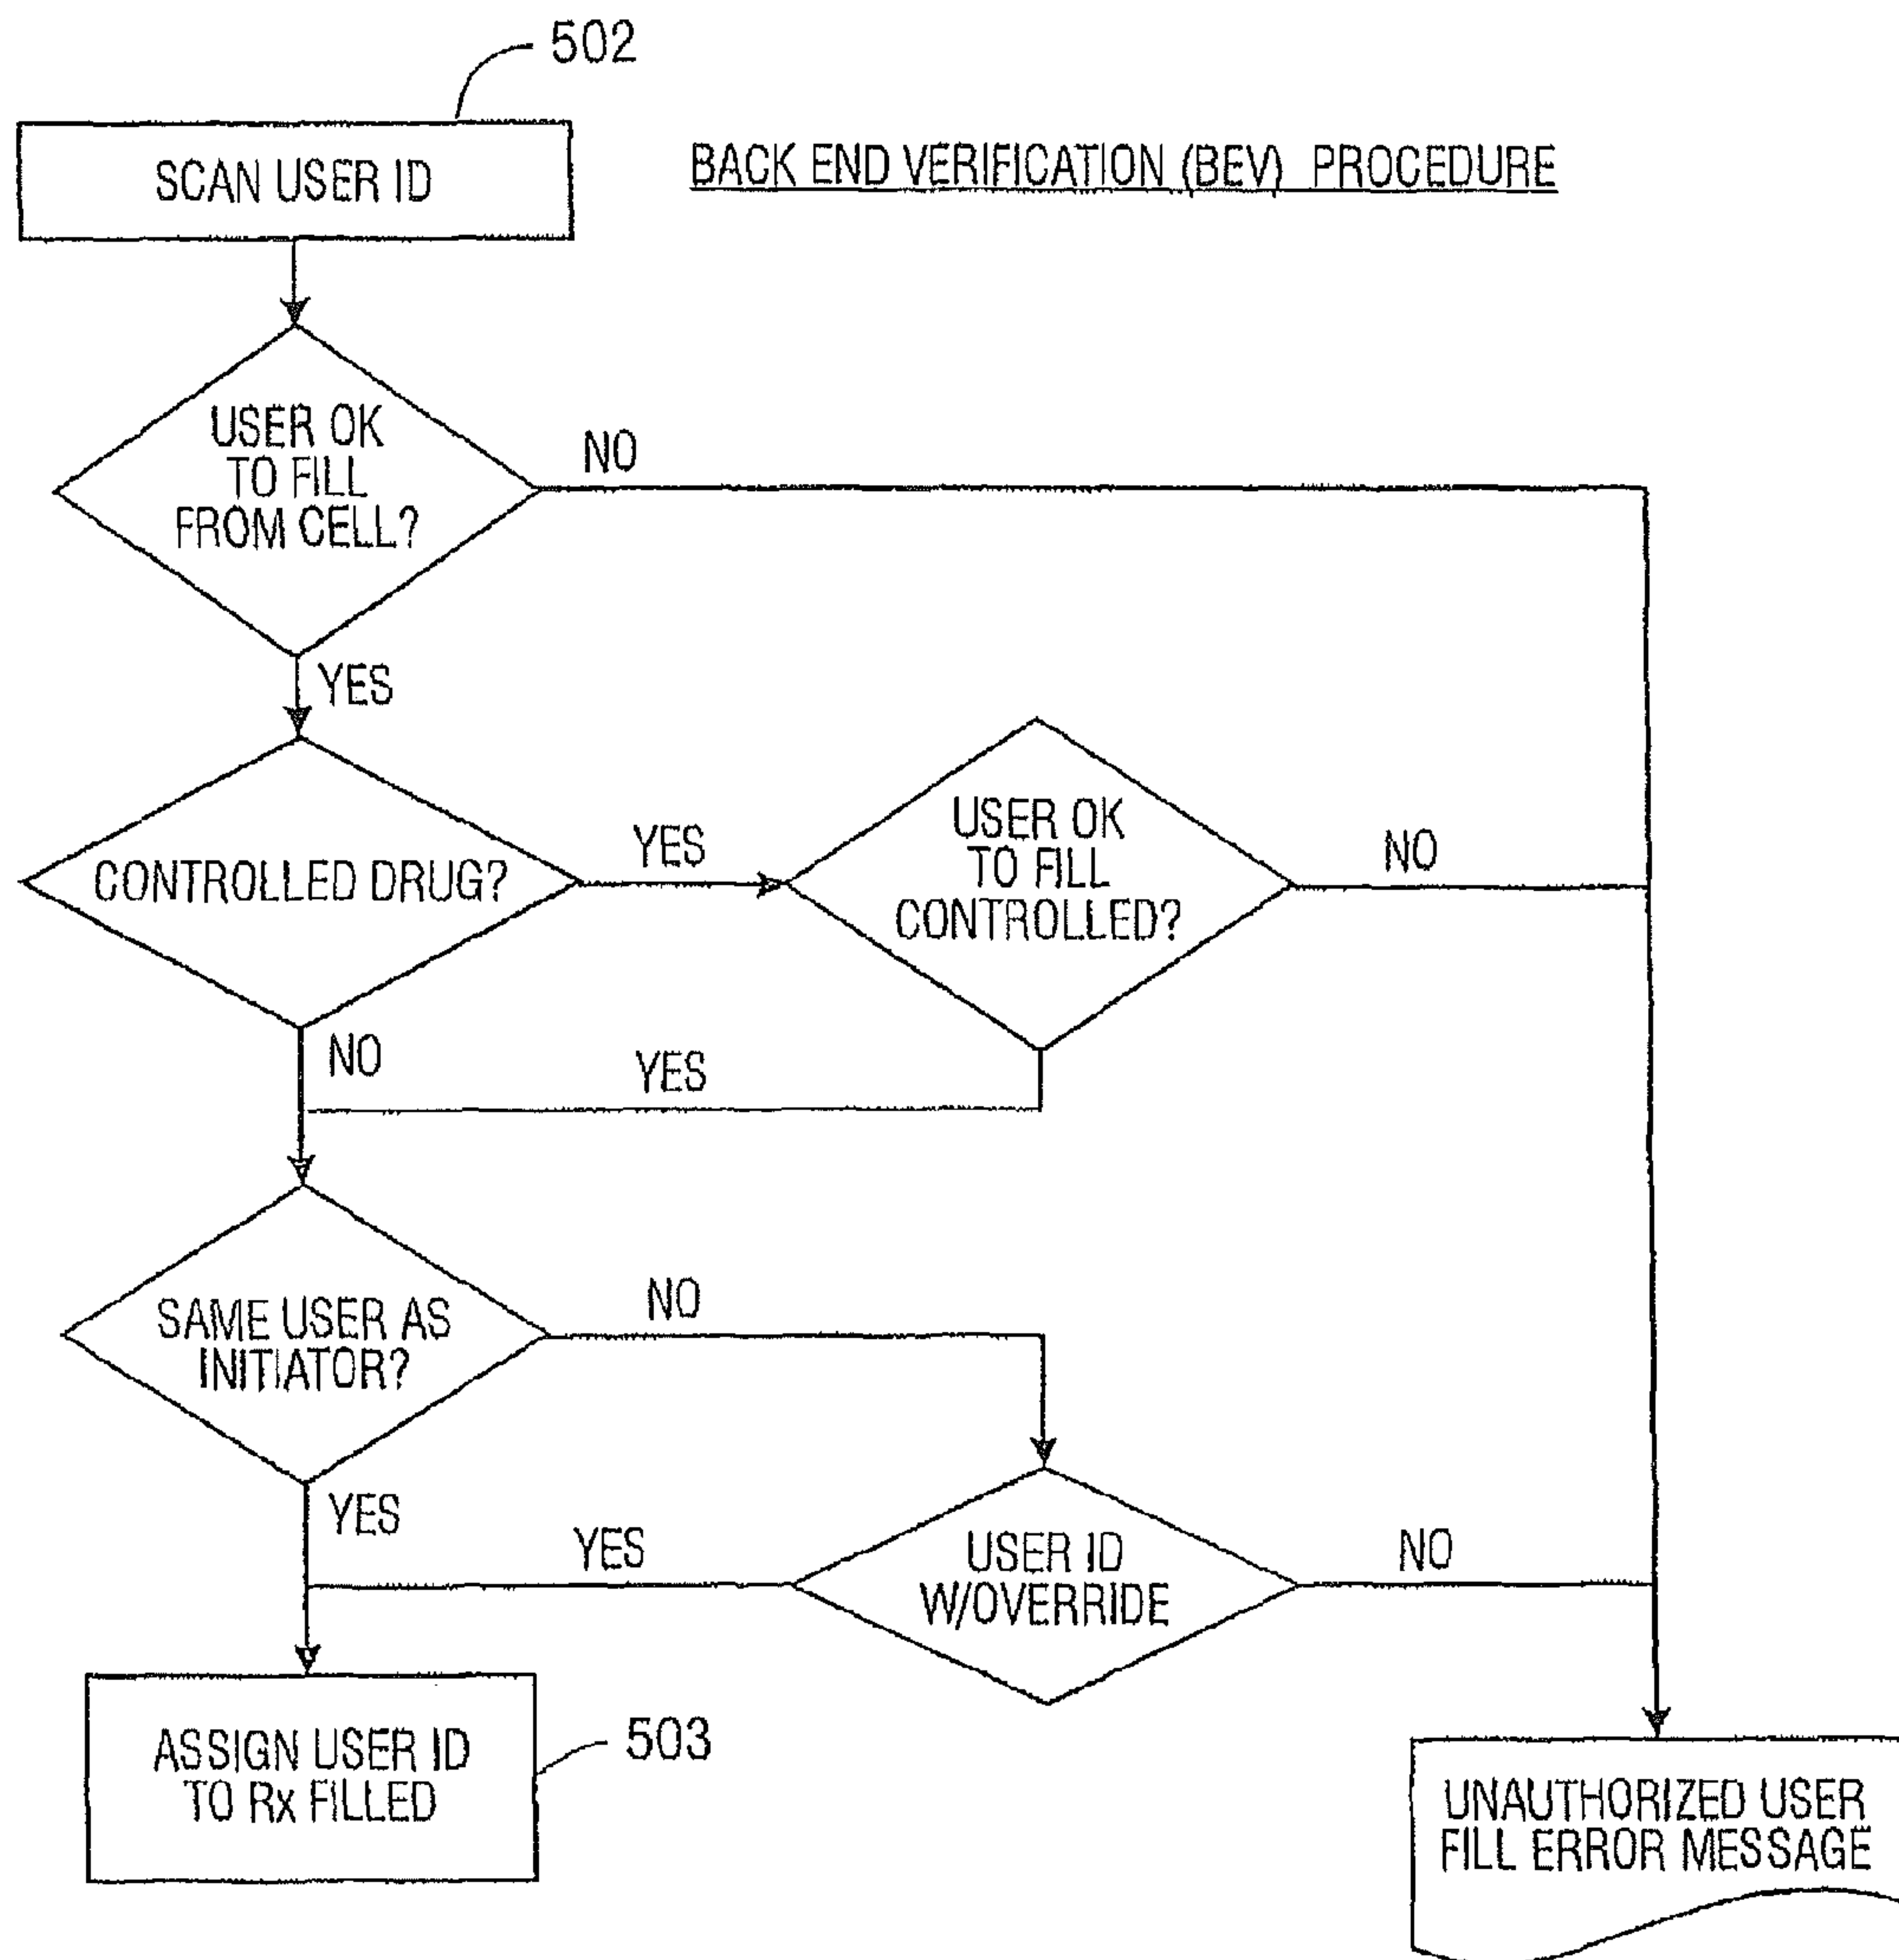 502
SCAN USER ID
BACK END VERIFICATION (BEV) PROCEDURE
USER OK
TO FILL
FROM CELL?
NO
YES
CONTROLLED DRUG?
YES
USER OK
TO FILL
CONTROLLED?
NO
NO
YES
SAME USER AS
INITIATOR?
NO
YES
YES
USER ID
W/OVERRIDE
NO
ASSIGN USER ID
TO Rx FILLED
503
UNAUTHORIZED USER
FILL ERROR MESSAGE